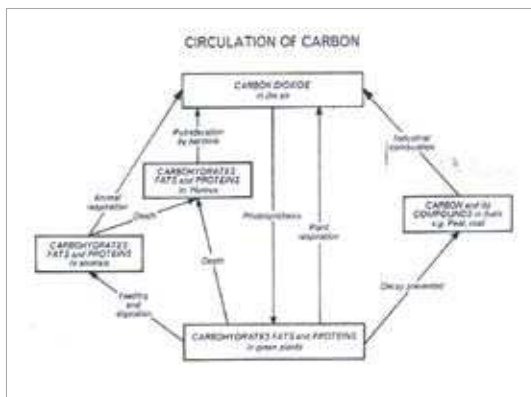 CIRCULATION OF CARBON
CARBON DIOXIDE
in the air
Putrefaction
by bacteria
Industrial
combustion
CARBOHYDRATES
FATS and PROTEINS
in Humus
Animal
respiration
Death
Photosynthesis
Plant
respiration
CARBON and its
COMPOUNDS in fuels
e.g. Peat, coal
CARBOHYDRATES
FATS and PROTEINS
in animals
Death
Feeding
and
digestion
Decay prevented
CARBOHYDRATES FATS and PROTEINS
in green plants